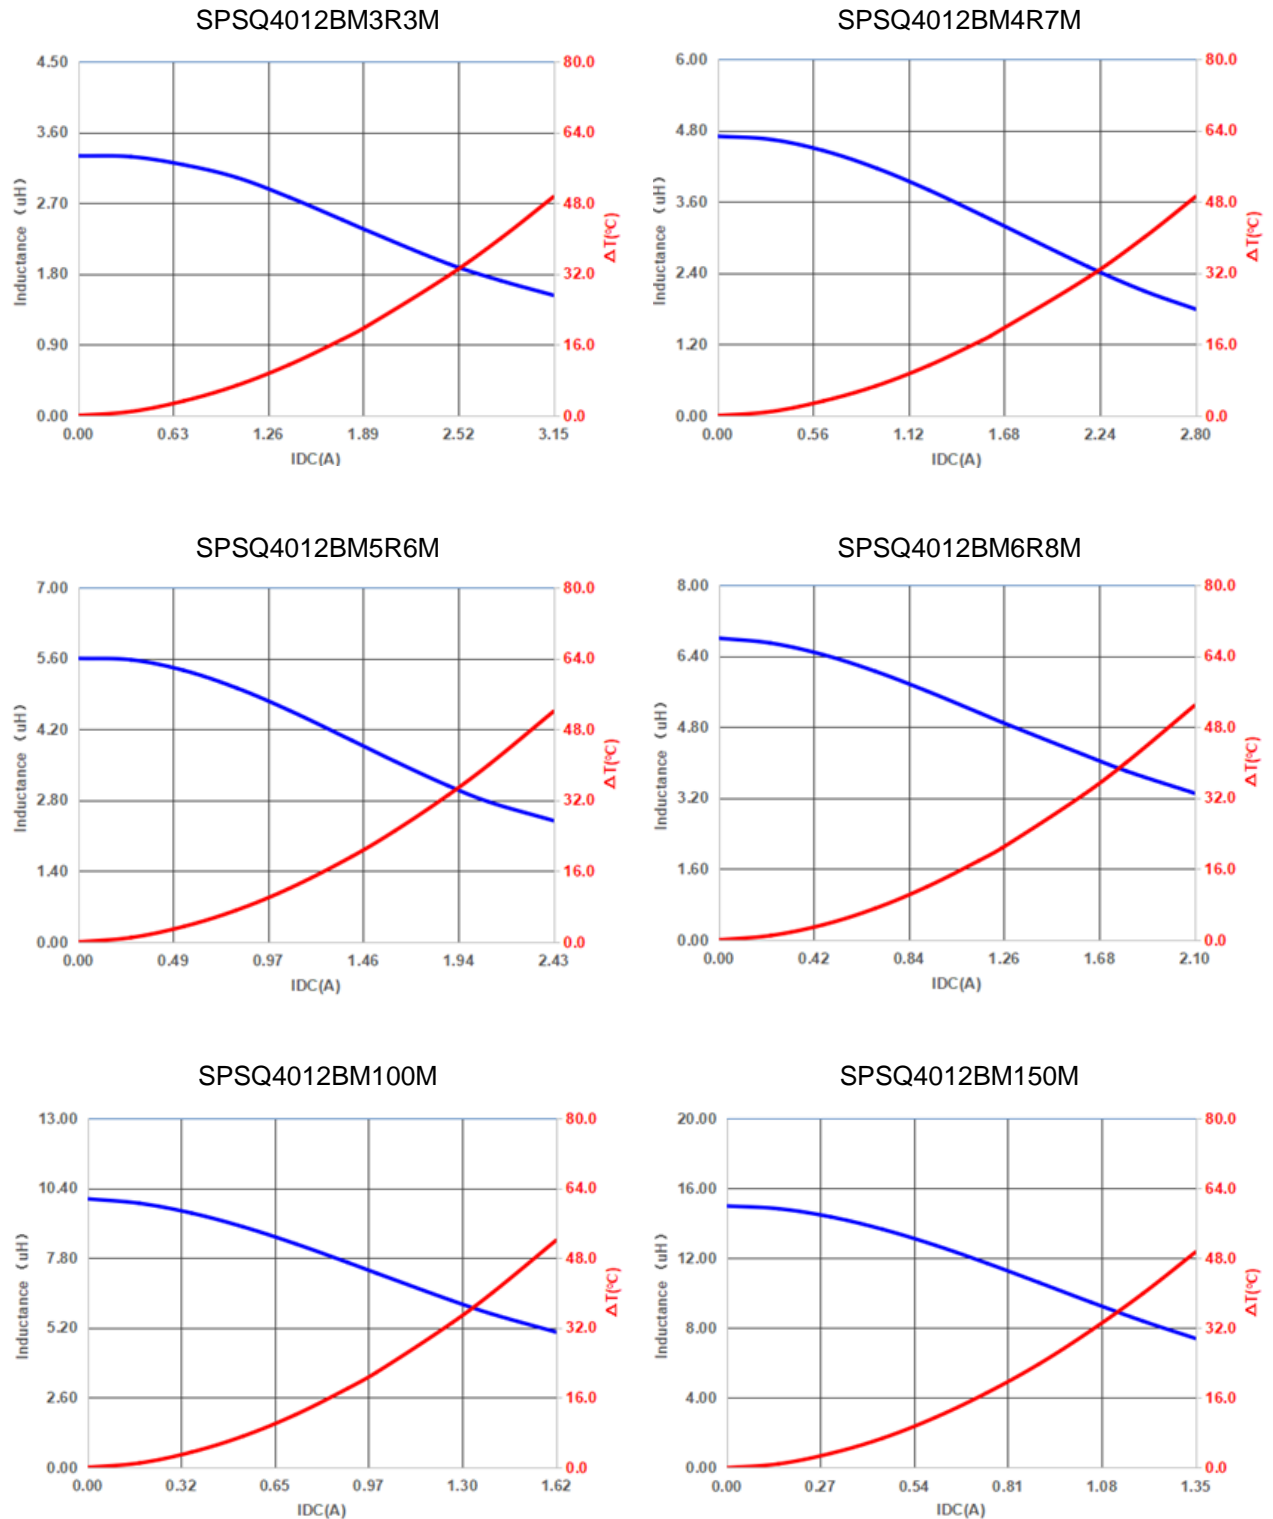 SPSQ4012BM3R3M
4.50
3.60
2.70
1.80
0.90
0.00
Inductance （uH）
80.0
64.0
48.0
32.0
16.0
0.0
ΔT(℃)
0.00 0.63 1.26 1.89 2.52 3.15
IDC(A)
SPSQ4012BM4R7M
6.00
4.80
3.60
2.40
1.20
0.00
Inductance （uH）
80.0
64.0
48.0
32.0
16.0
0.0
ΔT(℃)
0.00 0.56 1.12 1.68 2.24 2.80
IDC(A)
SPSQ4012BM5R6M
7.00
5.60
4.20
2.80
1.40
0.00
Inductance （uH）
80.0
64.0
48.0
32.0
16.0
0.0
ΔT(℃)
0.00 0.49 0.97 1.46 1.94 2.43
IDC(A)
SPSQ4012BM6R8M
8.00
6.40
4.80
3.20
1.60
0.00
Inductance （uH）
80.0
64.0
48.0
32.0
16.0
0.0
ΔT(℃)
0.00 0.42 0.84 1.26 1.68 2.10
IDC(A)
SPSQ4012BM100M
13.00
10.40
7.80
5.20
2.60
0.00
Inductance （uH）
80.0
64.0
48.0
32.0
16.0
0.0
ΔT(℃)
0.00 0.32 0.65 0.97 1.30 1.62
IDC(A)
SPSQ4012BM150M
20.00
16.00
12.00
8.00
4.00
0.00
Inductance （uH）
80.0
64.0
48.0
32.0
16.0
0.0
ΔT(℃)
0.00 0.27 0.54 0.81 1.08 1.35
IDC(A)